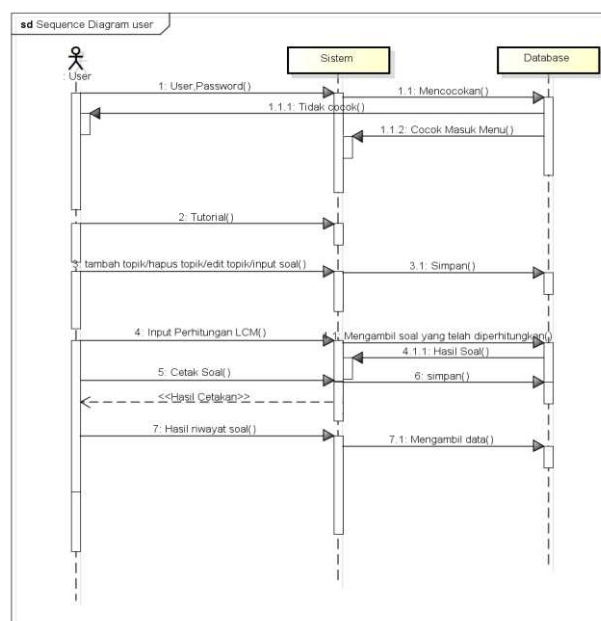 sd Sequence Diagram user
: User
Sistem
Database
1: User,Password()
1.1: Mencocokan()
1.1.1: Tidak cocok()
1.1.2: Cocok Masuk Menu()
2: Tutorial()
3: tambah topik/hapus topik/edit topik/input soal()
3.1: Simpan()
4: Input Perhitungan LCM()
4.1: Mengambil soal yang telah diperhitungkan()
4.1.1: Hasil Soal()
5: Cetak Soal()
6: simpan()
<<Hasil Cetakan>>
7: Hasil riwayat soal()
7.1: Mengambil data()